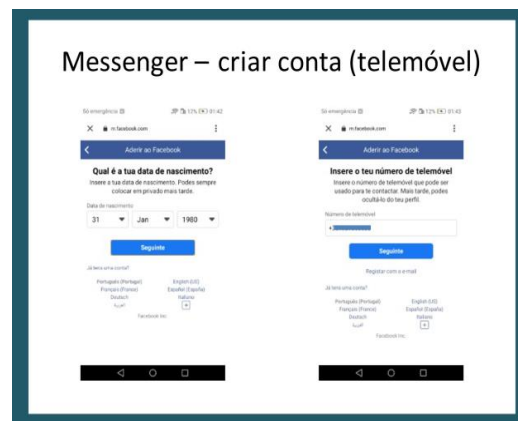 Messenger – criar conta (telemóvel)
Só emergência
12% 01:42
m.facebook.com
Aderir ao Facebook
Qual é a tua data de nascimento?
Insere a tua data de nascimento. Podes sempre
colocar em privado mais tarde.
Data de nascimento
31 Jan 1980
Seguinte
Já tens uma conta?
Português (Portugal) English (US)
Français (France) Español (España)
Deutsch Italiano
العربية +
Facebook Inc.
Só emergência
12% 01:43
m.facebook.com
Aderir ao Facebook
Insere o teu número de telemóvel
Insere o número de telemóvel que pode ser
usado para te contactar. Mais tarde, podes
ocultá-lo do teu perfil.
Número de telemóvel
Seguinte
Registar com o e-mail
Já tens uma conta?
Português (Portugal) English (US)
Français (France) Español (España)
Deutsch Italiano
العربية +
Facebook Inc.